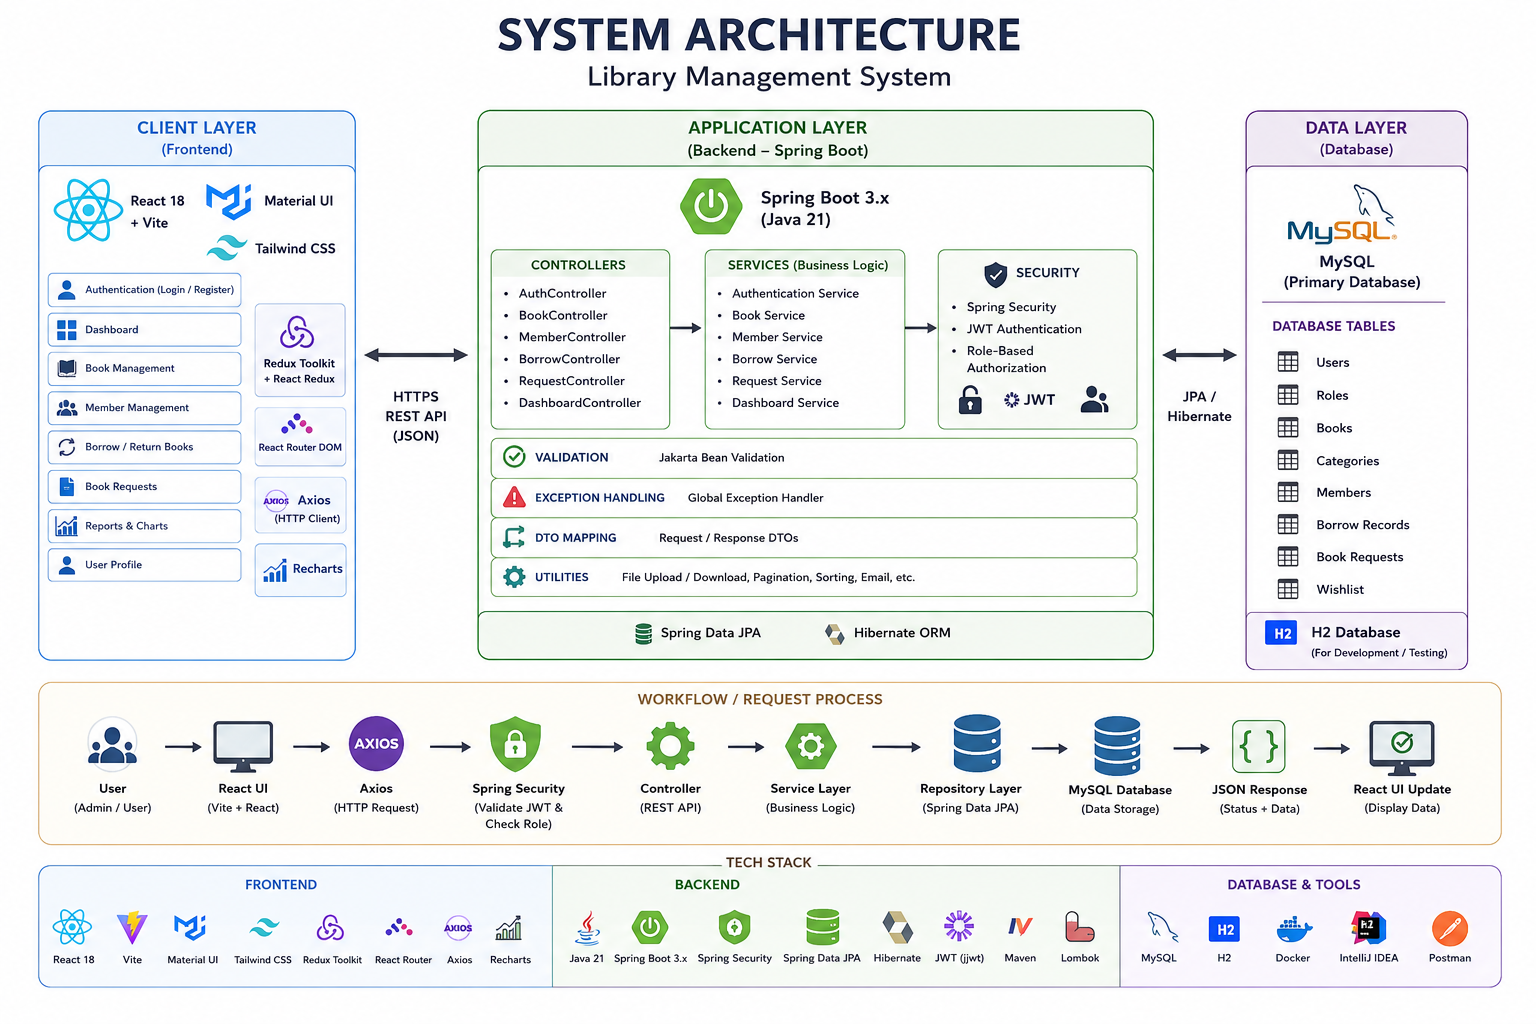 SYSTEM ARCHITECTURE
Library Management System
CLIENT LAYER
(Frontend)
React 18
+ Vite
Material UI
Tailwind CSS
Authentication (Login / Register)
Dashboard
Book Management
Member Management
Borrow / Return Books
Book Requests
Reports & Charts
User Profile
Redux Toolkit
+ React Redux
React Router DOM
AXIOS
Axios
(HTTP Client)
Recharts
HTTPS
REST API
(JSON)
APPLICATION LAYER
(Backend – Spring Boot)
Spring Boot 3.x
(Java 21)
CONTROLLERS
• AuthController
• BookController
• MemberController
• BorrowController
• RequestController
• DashboardController
SERVICES (Business Logic)
• Authentication Service
• Book Service
• Member Service
• Borrow Service
• Request Service
• Dashboard Service
SECURITY
• Spring Security
• JWT Authentication
• Role-Based
Authorization
JWT
VALIDATION Jakarta Bean Validation
EXCEPTION HANDLING Global Exception Handler
DTO MAPPING Request / Response DTOs
UTILITIES File Upload / Download, Pagination, Sorting, Email, etc.
Spring Data JPA
Hibernate ORM
JPA /
Hibernate
DATA LAYER
(Database)
MySQL®
MySQL
(Primary Database)
DATABASE TABLES
Users
Roles
Books
Categories
Members
Borrow Records
Book Requests
Wishlist
H2
H2 Database
(For Development / Testing)
WORKFLOW / REQUEST PROCESS
User
(Admin / User)
React UI
(Vite + React)
AXIOS
Axios
(HTTP Request)
Spring Security
(Validate JWT &
Check Role)
Controller
(REST API)
Service Layer
(Business Logic)
Repository Layer
(Spring Data JPA)
MySQL Database
(Data Storage)
{ }
JSON Response
(Status + Data)
React UI Update
(Display Data)
TECH STACK
FRONTEND
React 18
Vite
Material UI
Tailwind CSS
Redux Toolkit
React Router
AXIOS
Axios
Recharts
BACKEND
Java 21
Spring Boot 3.x
Spring Security
Spring Data JPA
Hibernate
JWT (jjwt)
Maven
Lombok
DATABASE & TOOLS
MySQL
H2
H2
Docker
IntelliJ IDEA
Postman